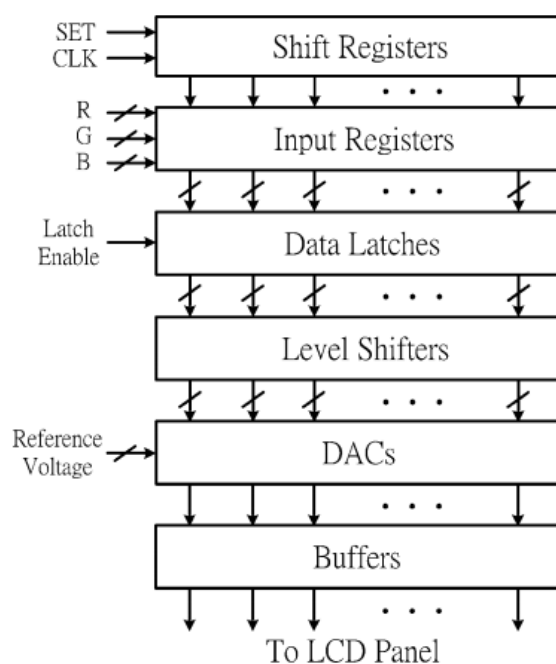 SET
CLK
Shift Registers
R
G
B
Input Registers
Latch
Enable
Data Latches
Level Shifters
Reference
Voltage
DACs
Buffers
To LCD Panel